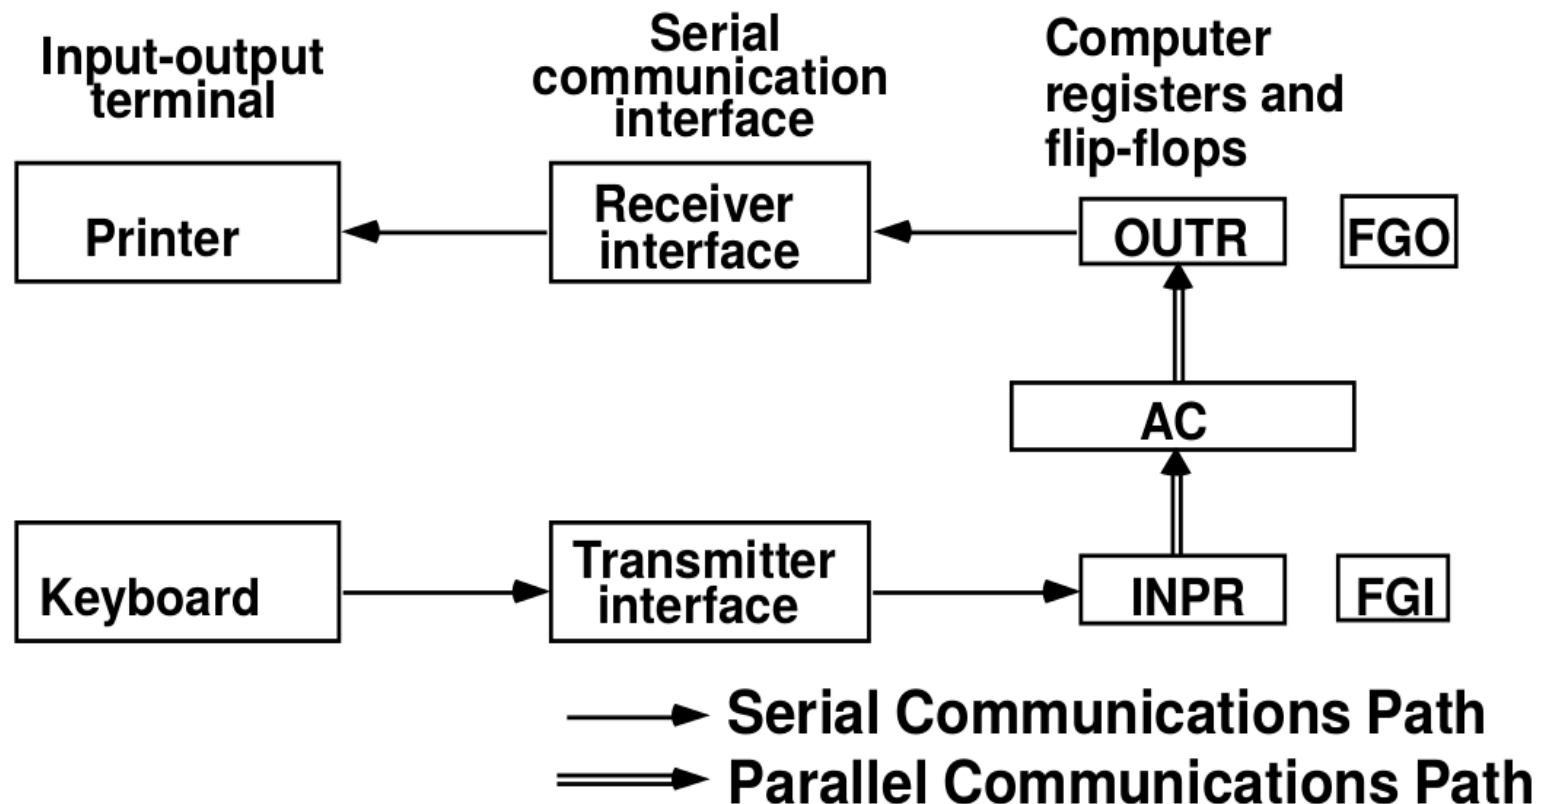 Input-output
terminal
Serial
communication
interface
Computer
registers and
flip-flops
Printer
Receiver
interface
OUTR
FGO
AC
Keyboard
Transmitter
interface
INPR
FGI
Serial Communications Path
Parallel Communications Path